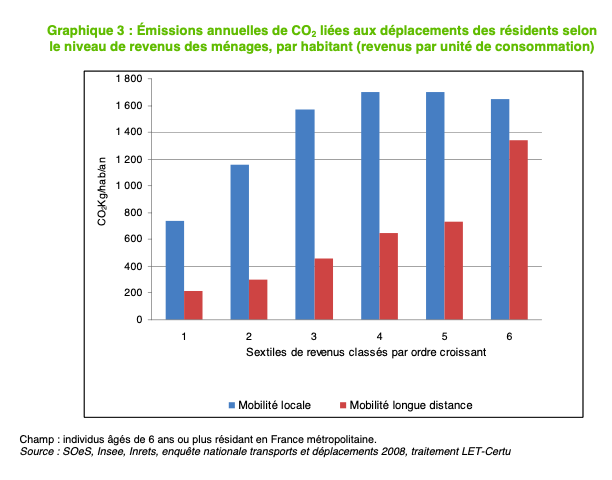 Graphique 3 : Émissions annuelles de CO₂ liées aux déplacements des résidents selon
le niveau de revenus des ménages, par habitant (revenus par unité de consommation)
1 800
1 600
1 400
1 200
1 000
800
600
400
200
0
CO₂Kg/hab/an
1 2 3 4 5 6
Sextiles de revenus classés par ordre croissant
Mobilité locale Mobilité longue distance
Champ : individus âgés de 6 ans ou plus résidant en France métropolitaine.
Source : SOeS, Insee, Inrets, enquête nationale transports et déplacements 2008, traitement LET-Certu